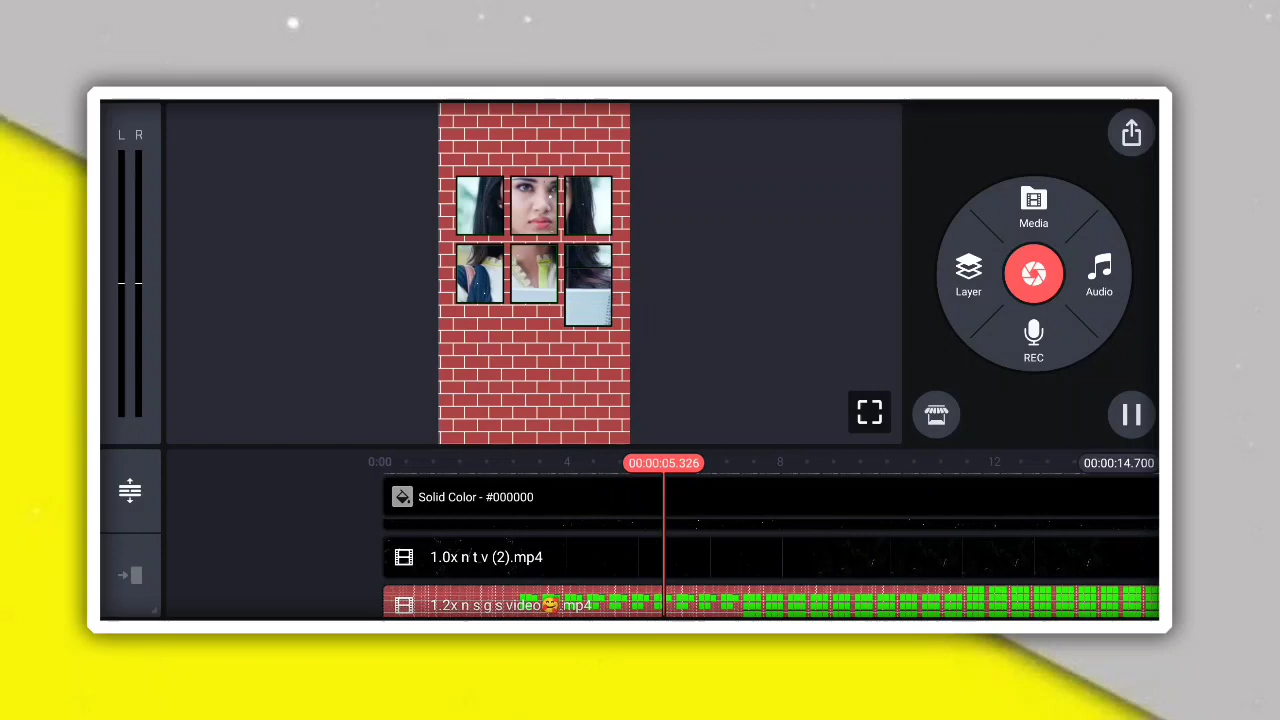 L R
Media
Layer
Audio
REC
0:00
4
00:00:05.326
8
12
00:00:14.700
Solid Color - #000000
1.0x n t v (2).mp4
1.2x n s g s video🥰.mp4